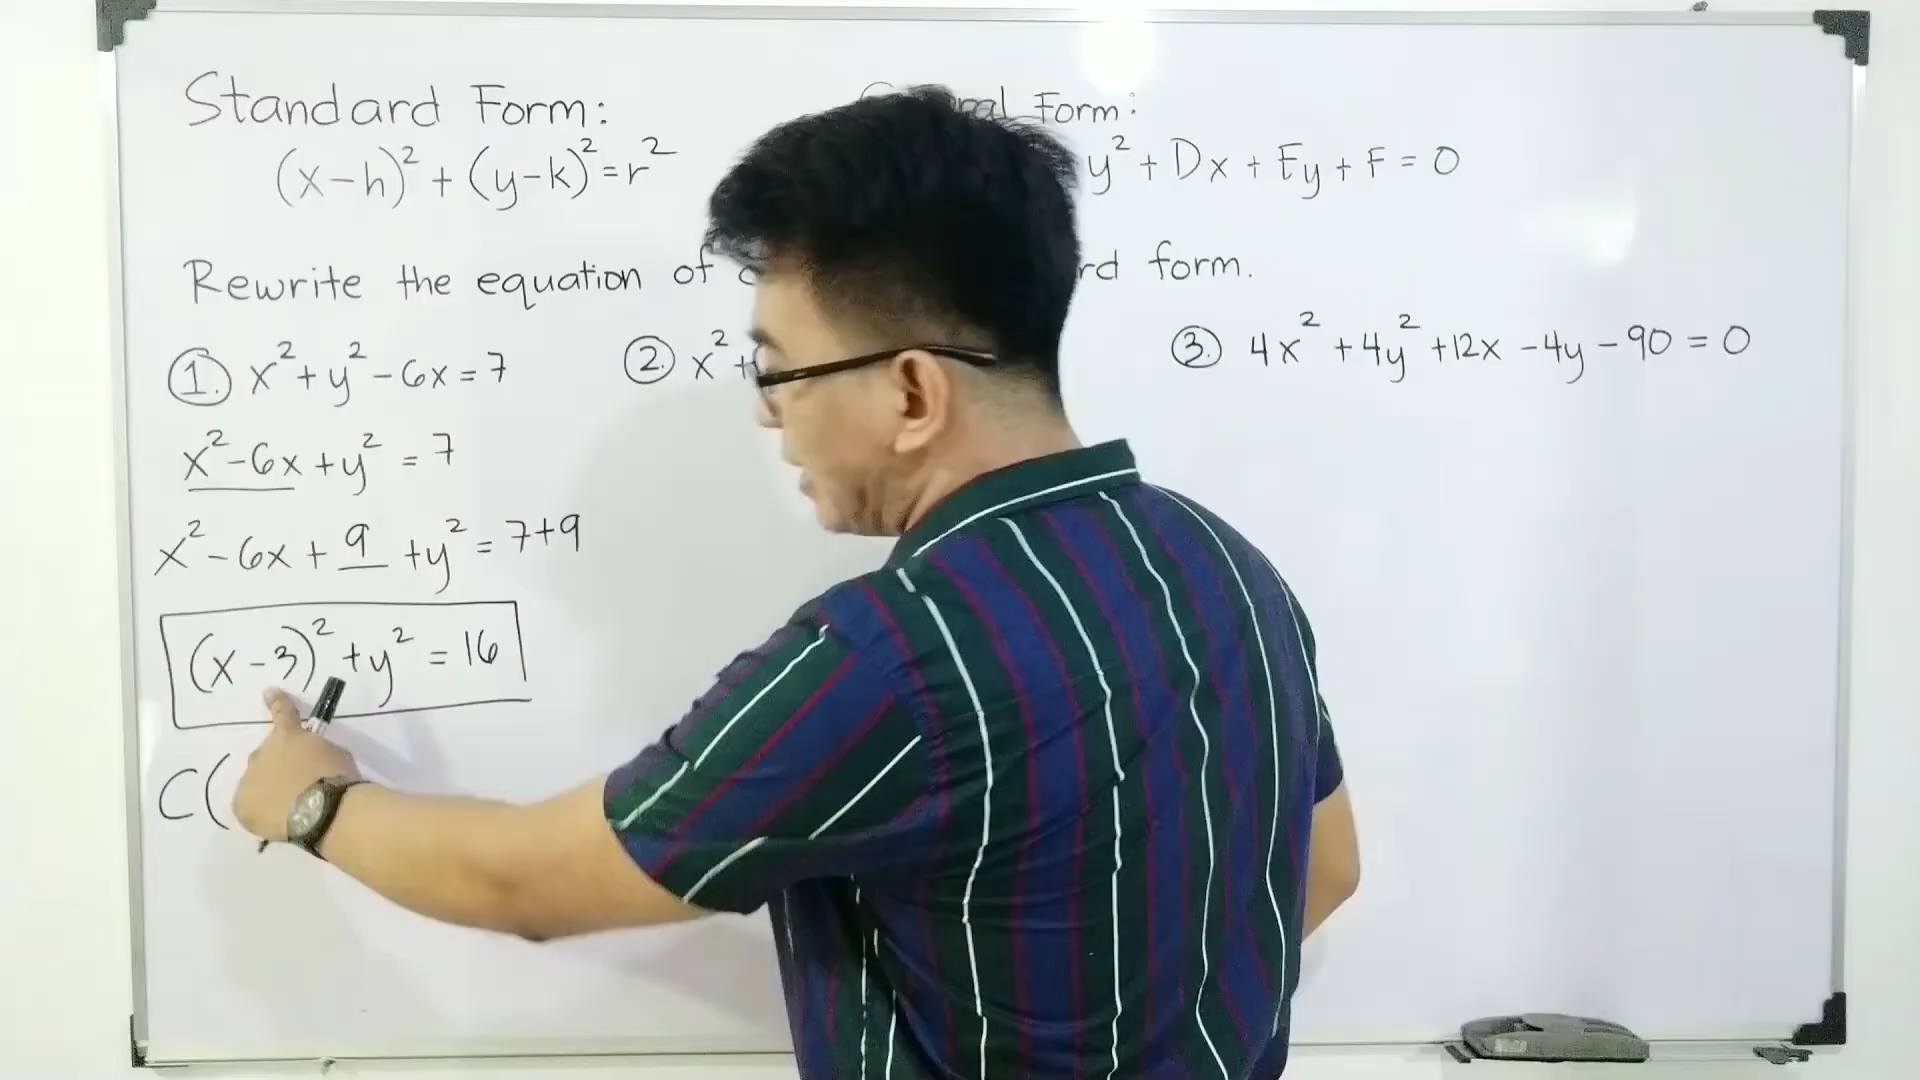 Standard Form:
(x-h)² + (y-k)² = r²
Form:
y² + Dx + Ey + F = 0
Rewrite the equation of
form.
1. x² + y² - 6x = 7
x² - 6x + y² = 7
x² - 6x + 9 + y² = 7+9
(x-3)² + y² = 16
C(
2. x² +
3. 4x² + 4y² + 12x - 4y - 90 = 0